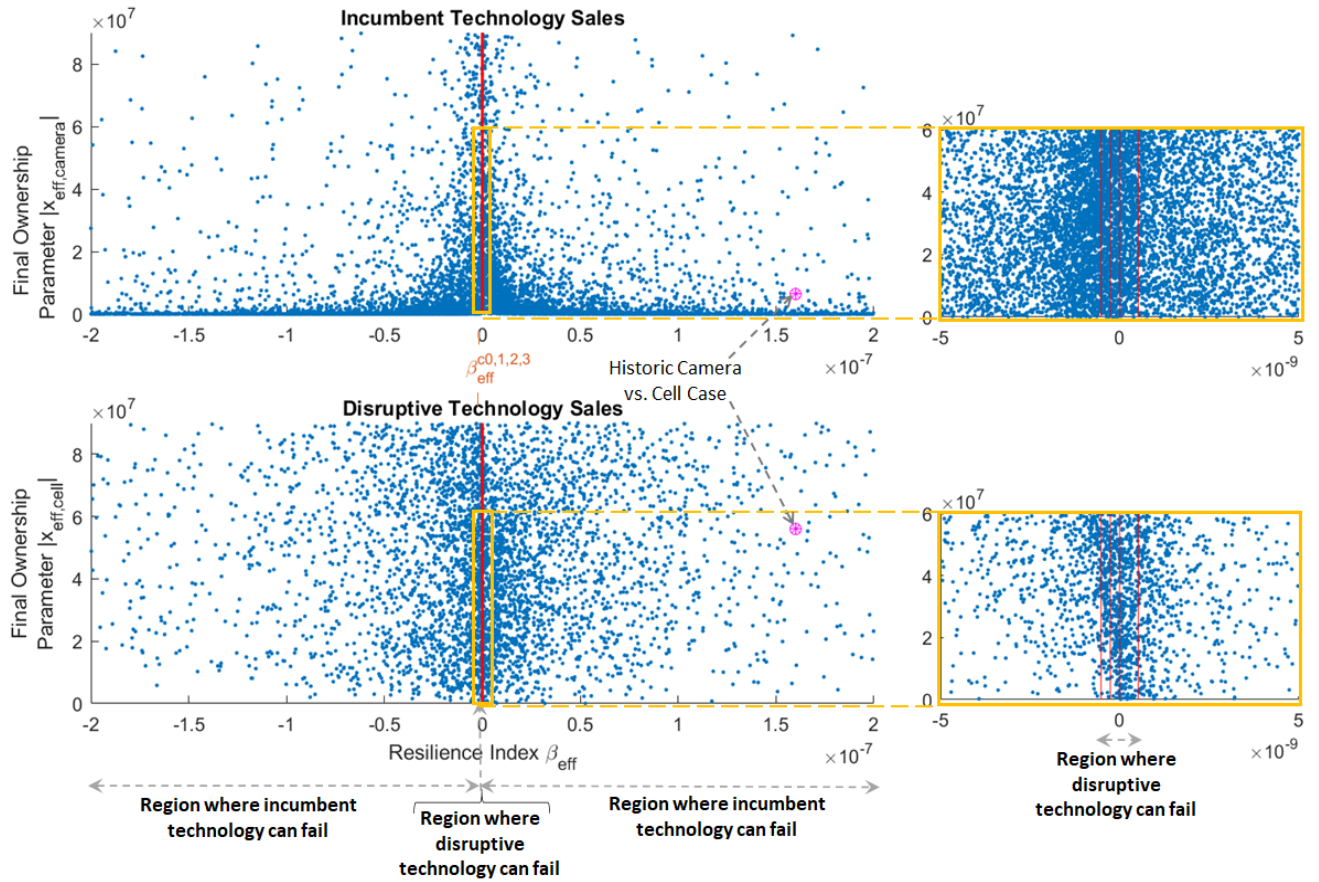 Incumbent Technology Sales
×10^7
Final Ownership
Parameter |x_eff,camera|
8
6
4
2
0
-2 -1.5 -1 -0.5 0 0.5 1 1.5 2
×10^-7
×10^7
6
4
2
0
-5 0 5
×10^-9
β_eff^c0,1,2,3
Historic Camera
vs. Cell Case
Disruptive Technology Sales
×10^7
Final Ownership
Parameter |x_eff,cell|
8
6
4
2
0
-2 -1.5 -1 -0.5 0 0.5 1 1.5 2
Resilience Index β_eff
×10^-7
×10^7
6
4
2
0
-5 0 5
×10^-9
Region where incumbent
technology can fail
Region where
disruptive
technology can fail
Region where incumbent
technology can fail
Region where
disruptive
technology can fail